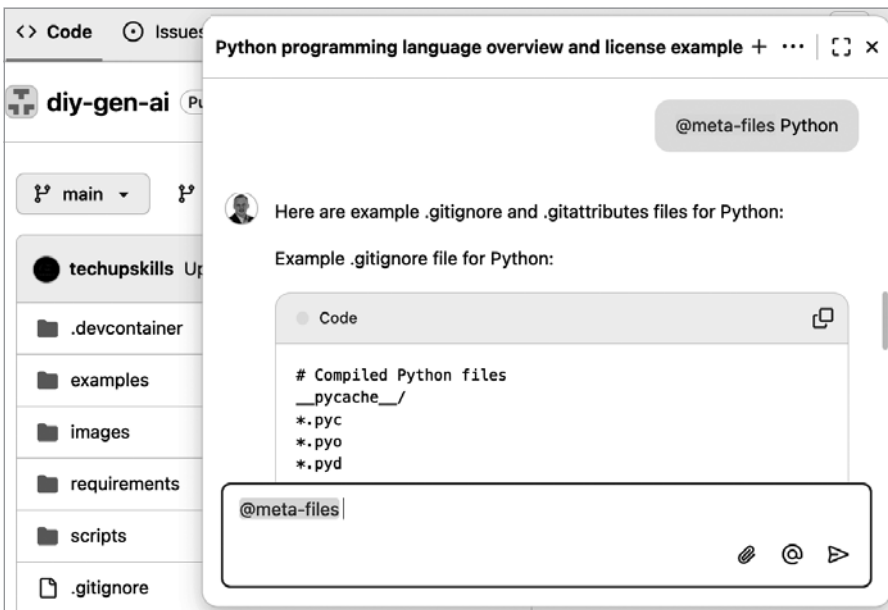 Code
Issues
Python programming language overview and license example
diy-gen-ai
@meta-files Python
main
Here are example .gitignore and .gitattributes files for Python:
techupskills
Example .gitignore file for Python:
Code
.devcontainer
examples
images
requirements
scripts
.gitignore
# Compiled Python files
__pycache__/
*.pyc
*.pyo
*.pyd
@meta-files